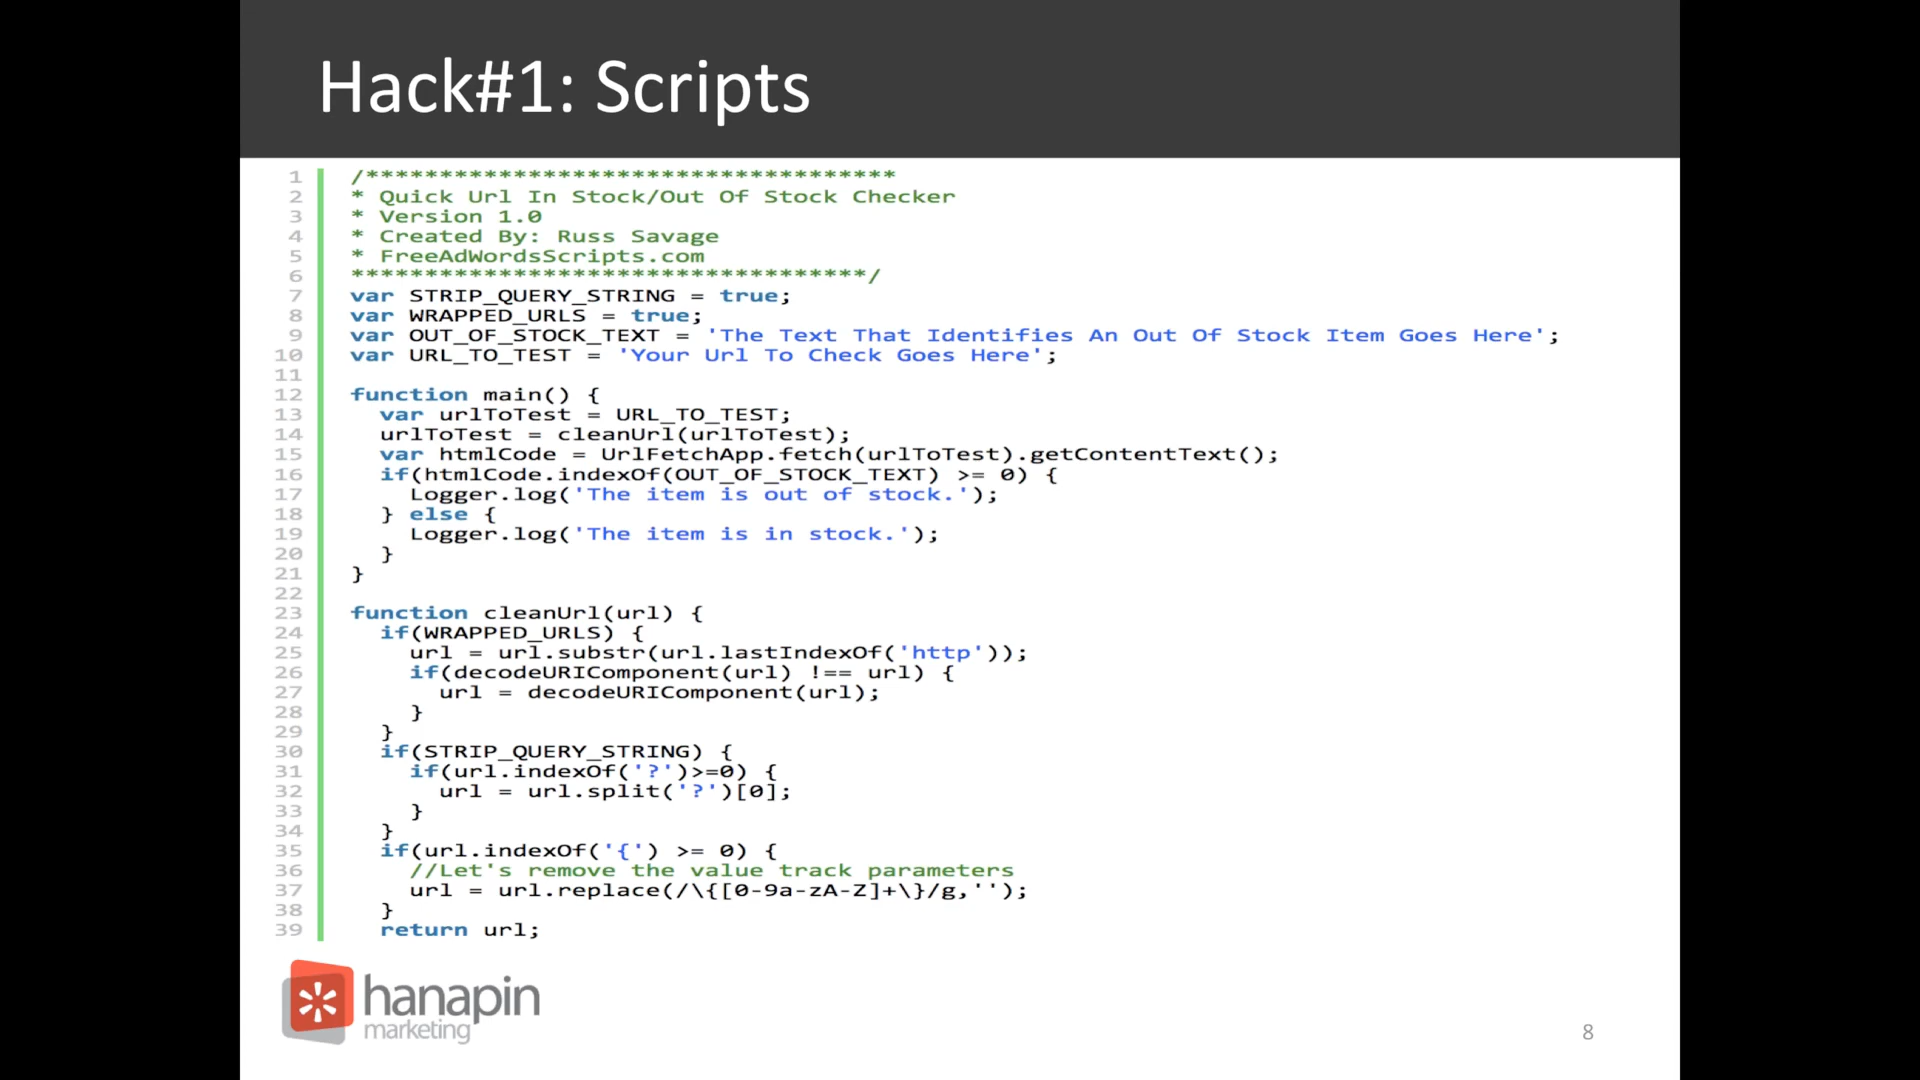 Hack#1: Scripts
1 /************************************
2 * Quick Url In Stock/Out Of Stock Checker
3 * Version 1.0
4 * Created By: Russ Savage
5 * FreeAdWordsScripts.com
6 ***********************************/
7 var STRIP_QUERY_STRING = true;
8 var WRAPPED_URLS = true;
9 var OUT_OF_STOCK_TEXT = 'The Text That Identifies An Out Of Stock Item Goes Here';
10 var URL_TO_TEST = 'Your Url To Check Goes Here';
11
12 function main() {
13   var urlToTest = URL_TO_TEST;
14   urlToTest = cleanUrl(urlToTest);
15   var htmlCode = UrlFetchApp.fetch(urlToTest).getContentText();
16   if(htmlCode.indexOf(OUT_OF_STOCK_TEXT) >= 0) {
17     Logger.log('The item is out of stock.');
18   } else {
19     Logger.log('The item is in stock.');
20   }
21 }
22
23 function cleanUrl(url) {
24   if(WRAPPED_URLS) {
25     url = url.substr(url.lastIndexOf('http'));
26     if(decodeURIComponent(url) !== url) {
27       url = decodeURIComponent(url);
28     }
29   }
30   if(STRIP_QUERY_STRING) {
31     if(url.indexOf('?')>=0) {
32       url = url.split('?')[0];
33     }
34   }
35   if(url.indexOf('{') >= 0) {
36     //Let's remove the value track parameters
37     url = url.replace(/\{[0-9a-zA-Z]+\}/g,'');
38   }
39   return url;
hanapin
marketing
8